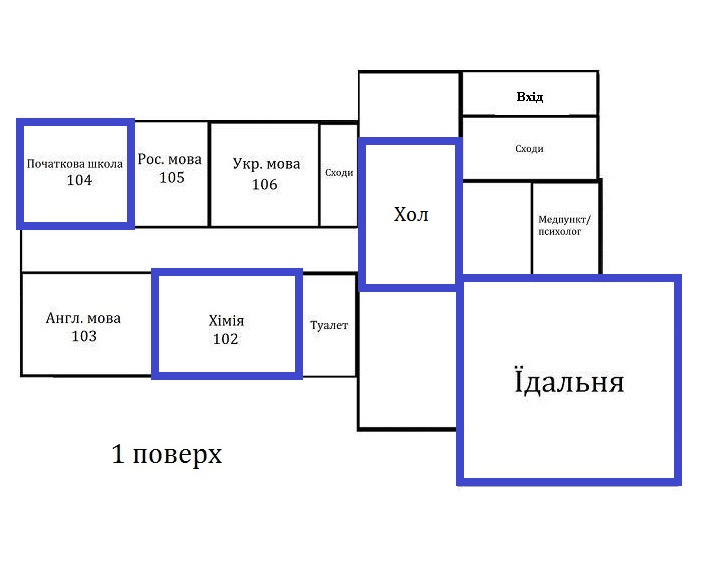 Вхід
Сходи
Початкова школа
104
Рос. мова
105
Укр. мова
106
Сходи
Хол
Медпункт/
психолог
Англ. мова
103
Хімія
102
Туалет
Їдальня
1 поверх